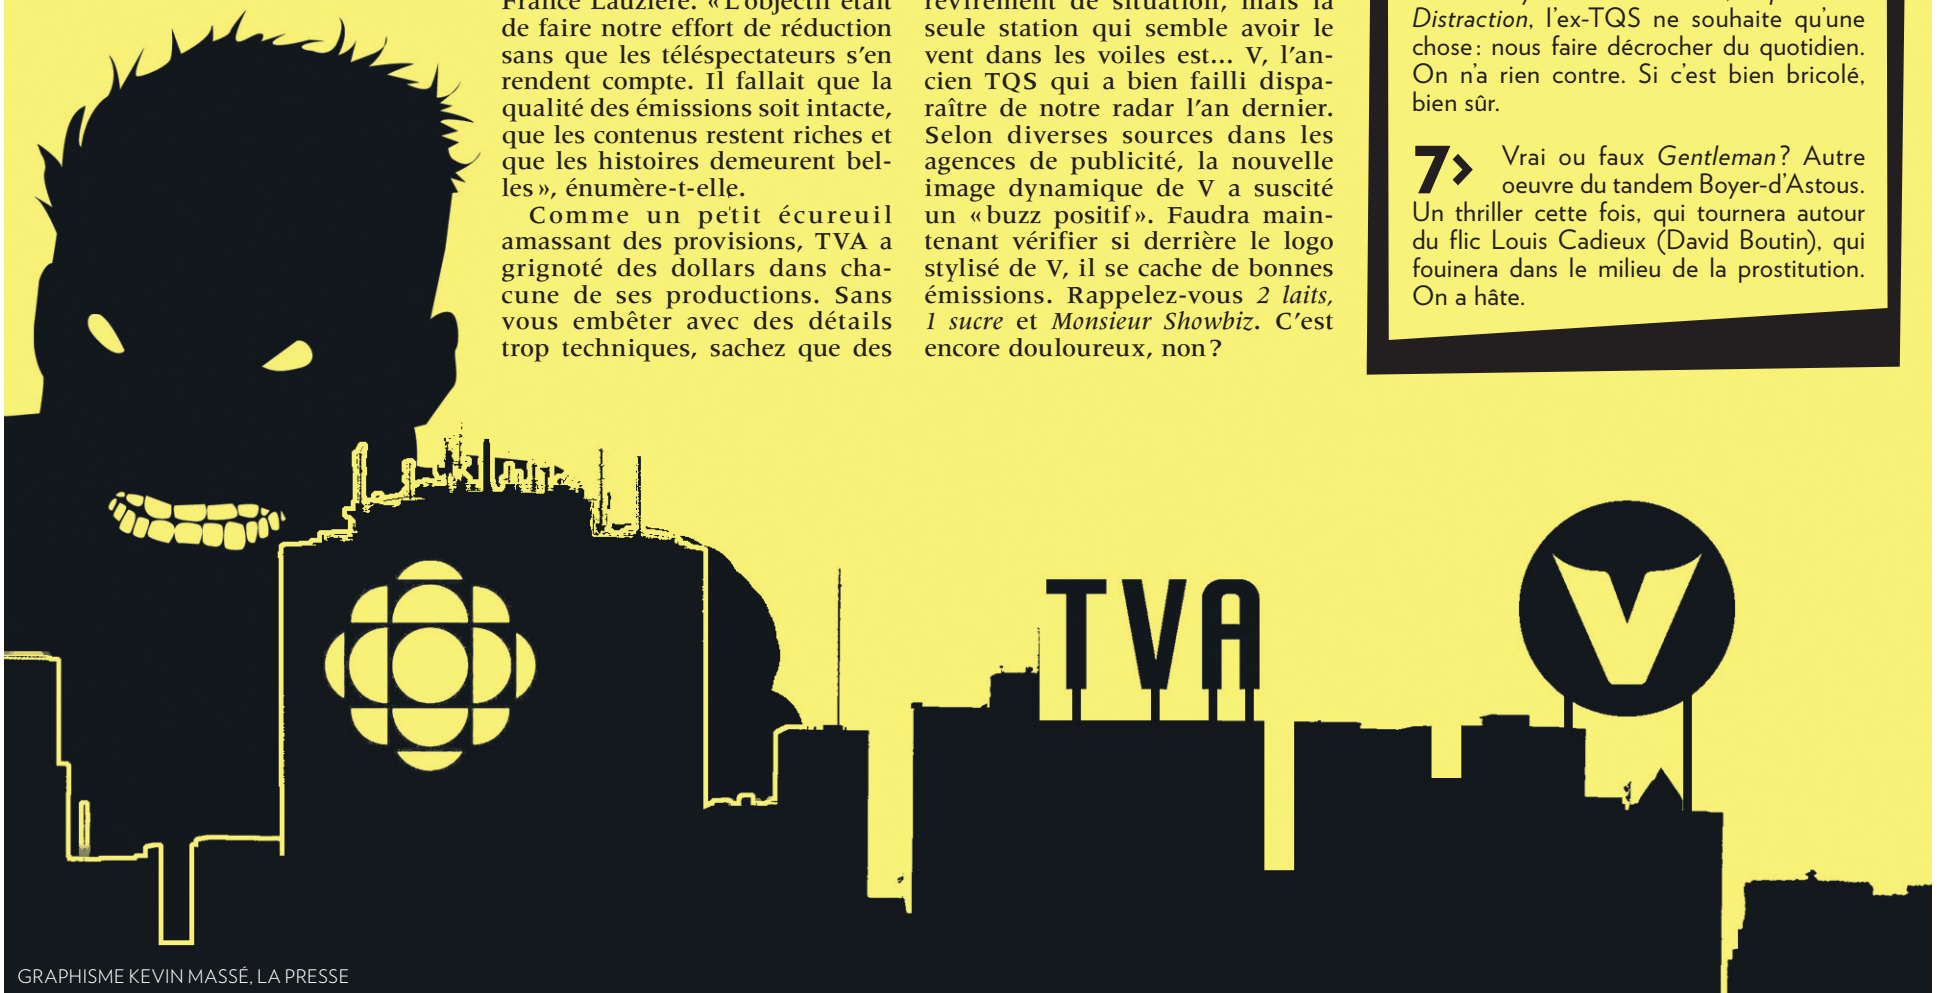 France Lauzière. «L'objectif était
de faire notre effort de réduction
sans que les téléspectateurs s'en
rendent compte. Il fallait que la
qualité des émissions soit intacte,
que les contenus restent riches et
que les histoires demeurent bel-
les», énumère-t-elle.
Comme un petit écureuil
amassant des provisions, TVA a
grignoté des dollars dans cha-
cune de ses productions. Sans
vous embêter avec des détails
trop techniques, sachez que des
revirement de situation, mais la
seule station qui semble avoir le
vent dans les voiles est... V, l'an-
cien TQS qui a bien failli dispa-
raître de notre radar l'an dernier.
Selon diverses sources dans les
agences de publicité, la nouvelle
image dynamique de V a suscité
un «buzz positif». Faudra main-
tenant vérifier si derrière le logo
stylisé de V, il se cache de bonnes
émissions. Rappelez-vous 2 laits,
1 sucre et Monsieur Showbiz. C'est
encore douloureux, non?
Distraction, l'ex-TQS ne souhaite qu'une
chose: nous faire décrocher du quotidien.
On n'a rien contre. Si c'est bien bricolé,
bien sûr.
7> Vrai ou faux Gentleman? Autre
oeuvre du tandem Boyer-d'Astous.
Un thriller cette fois, qui tournera autour
du flic Louis Cadieux (David Boutin), qui
fouinera dans le milieu de la prostitution.
On a hâte.
TVA
V
GRAPHISME KEVIN MASSÉ, LA PRESSE